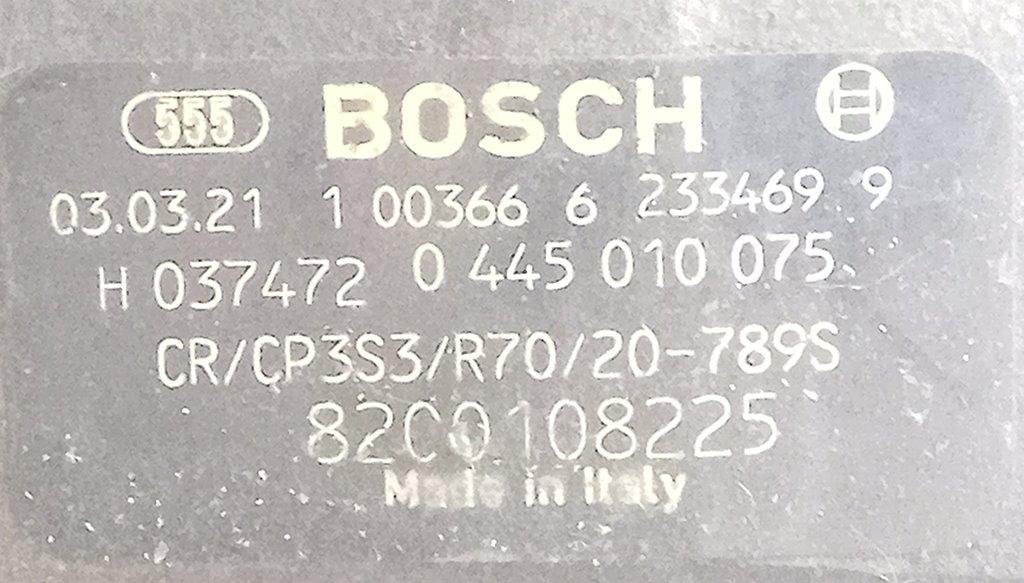 555 BOSCH
03.03.21 1 00366 6 233469 9
H 037472 0 445 010 075
CR/CP3S3/R70/20-789S
8200108225
Made in Italy